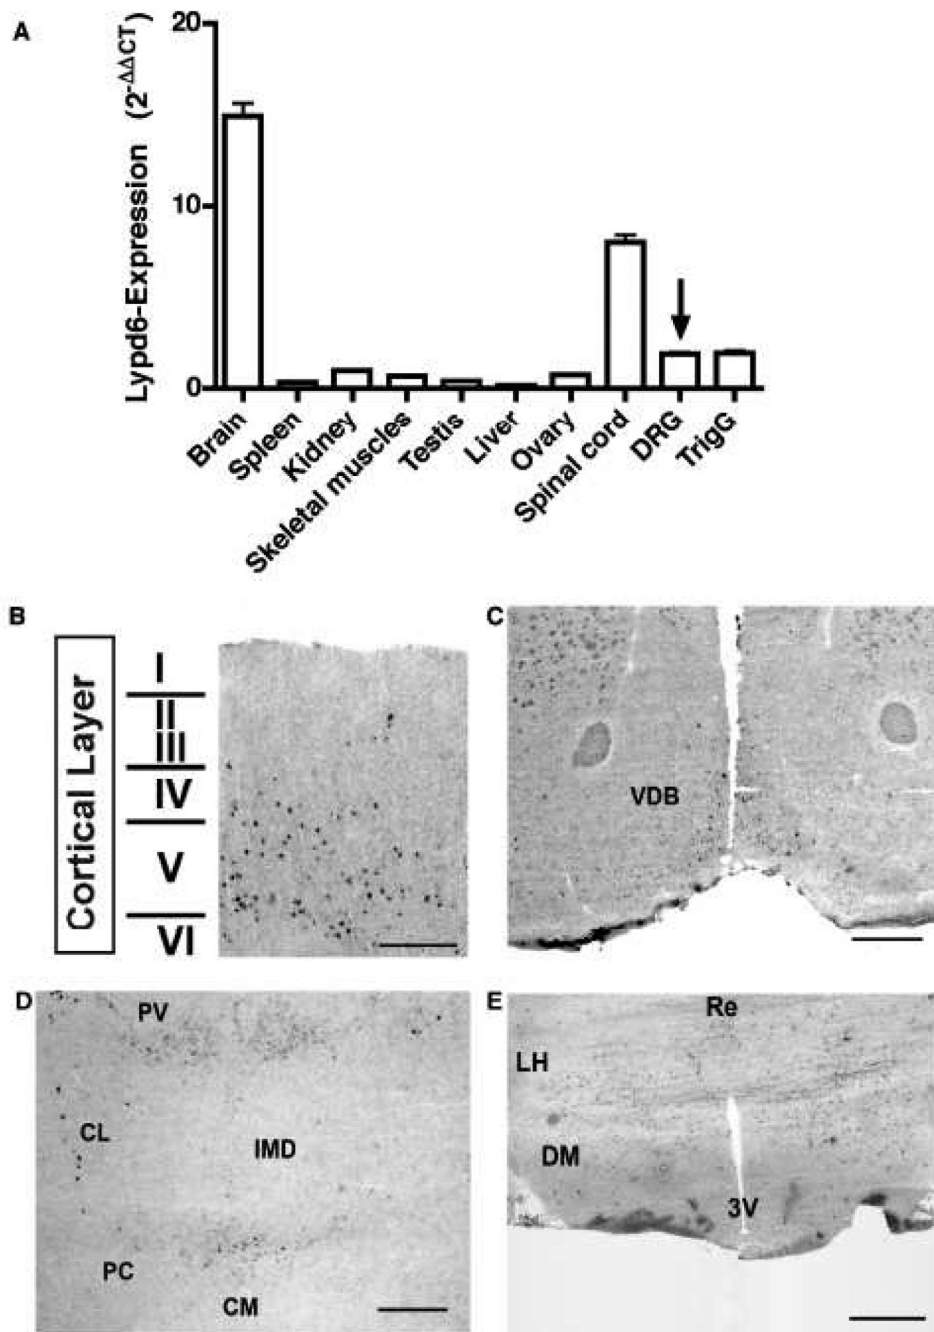 A
Lypd6-Expression (2-ΔΔCT)
20
10
0
Brain
Spleen
Kidney
Skeletal muscles
Testis
Liver
Ovary
Spinal cord
DRG
TrigG
B
Cortical Layer
I
II
III
IV
V
VI
C
VDB
D
PV
CL
IMD
PC
CM
E
Re
LH
DM
3V